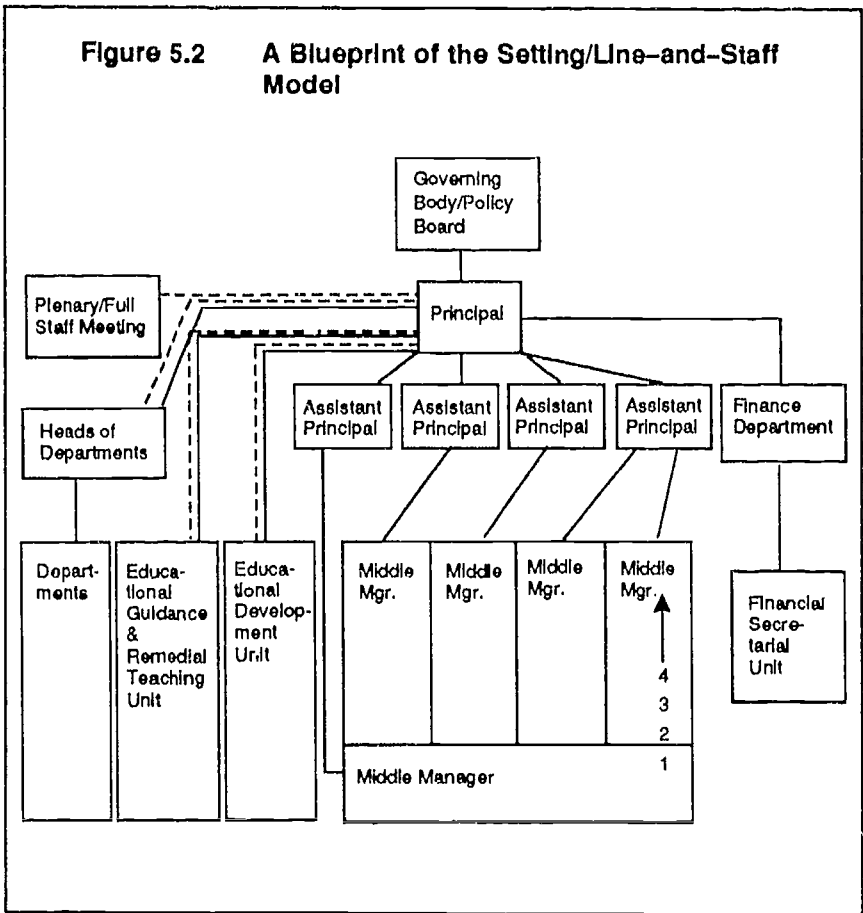 Figure 5.2 A Blueprint of the Setting/Line-and-Staff
Model
Governing
Body/Policy
Board
Plenary/Full
Staff Meeting
Principal
Heads of
Departments
Assistant
Principal
Assistant
Principal
Assistant
Principal
Assistant
Principal
Finance
Department
Depart-
ments
Educa-
tional
Guidance
&
Remedial
Teaching
Unit
Educa-
tional
Develop-
ment
Unit
Middle
Mgr.
Middle
Mgr.
Middle
Mgr.
Middle
Mgr.
4
3
2
1
Middle Manager
Financial
Secre-
tarial
Unit